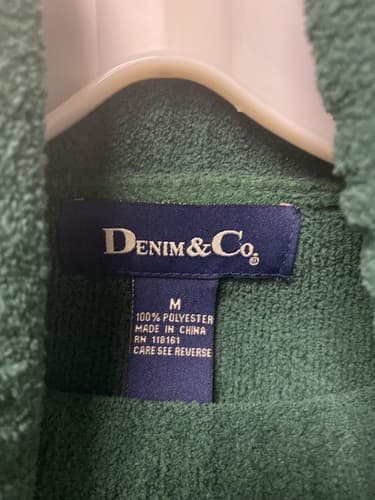 DENIM & CO.®
M
100% POLYESTER
MADE IN CHINA
RN 118161
CARE SEE REVERSE